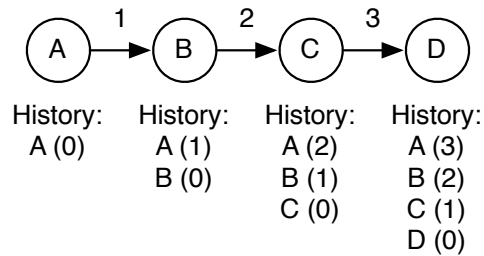 1 2 3
A B C D
History: History: History: History:
A (0) A (1) A (2) A (3)
B (0) B (1) B (2)
C (0) C (1)
D (0)